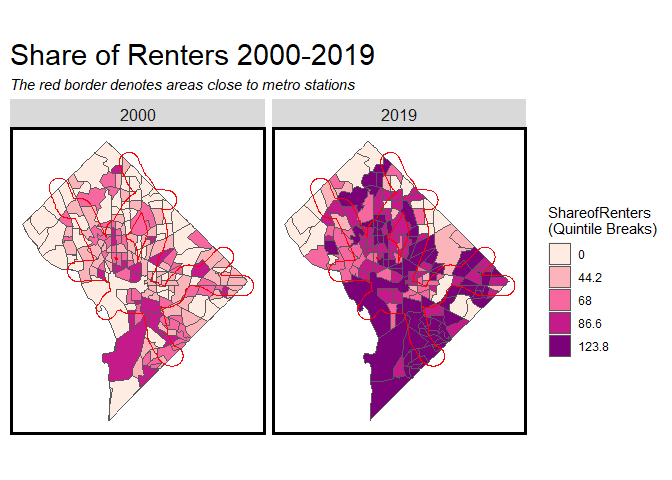 Share of Renters 2000-2019
The red border denotes areas close to metro stations
2000
2019
ShareofRenters
(Quintile Breaks)
0
44.2
68
86.6
123.8